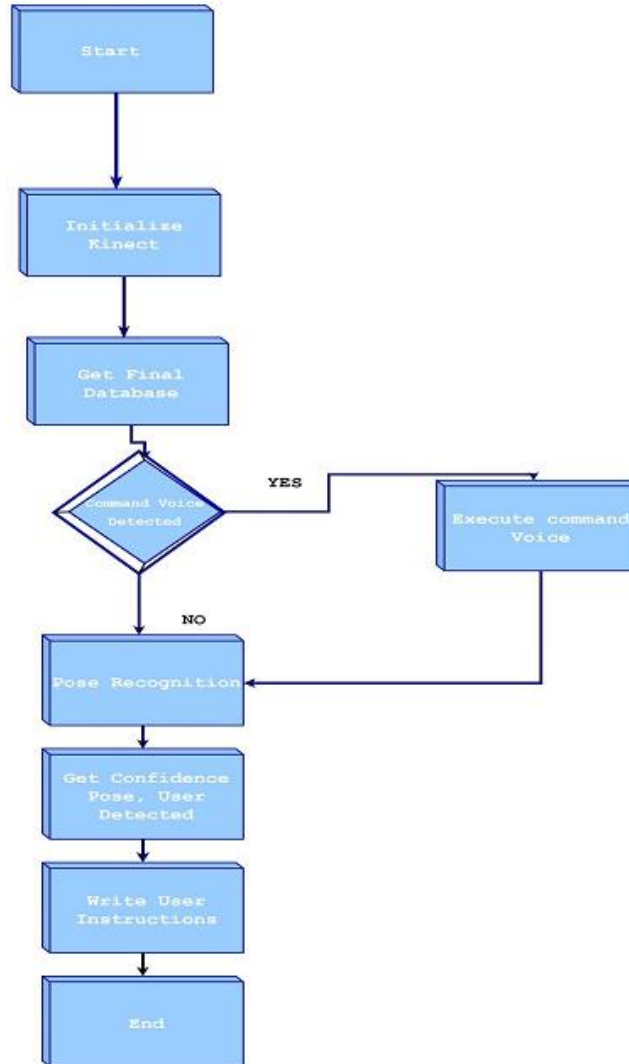 Start
Initialize
Kinect
Get Final
Database
Command Voice
Detected
YES
Execute command
Voice
NO
Pose Recognition
Get Confidence
Pose, User
Detected
Write User
Instructions
End